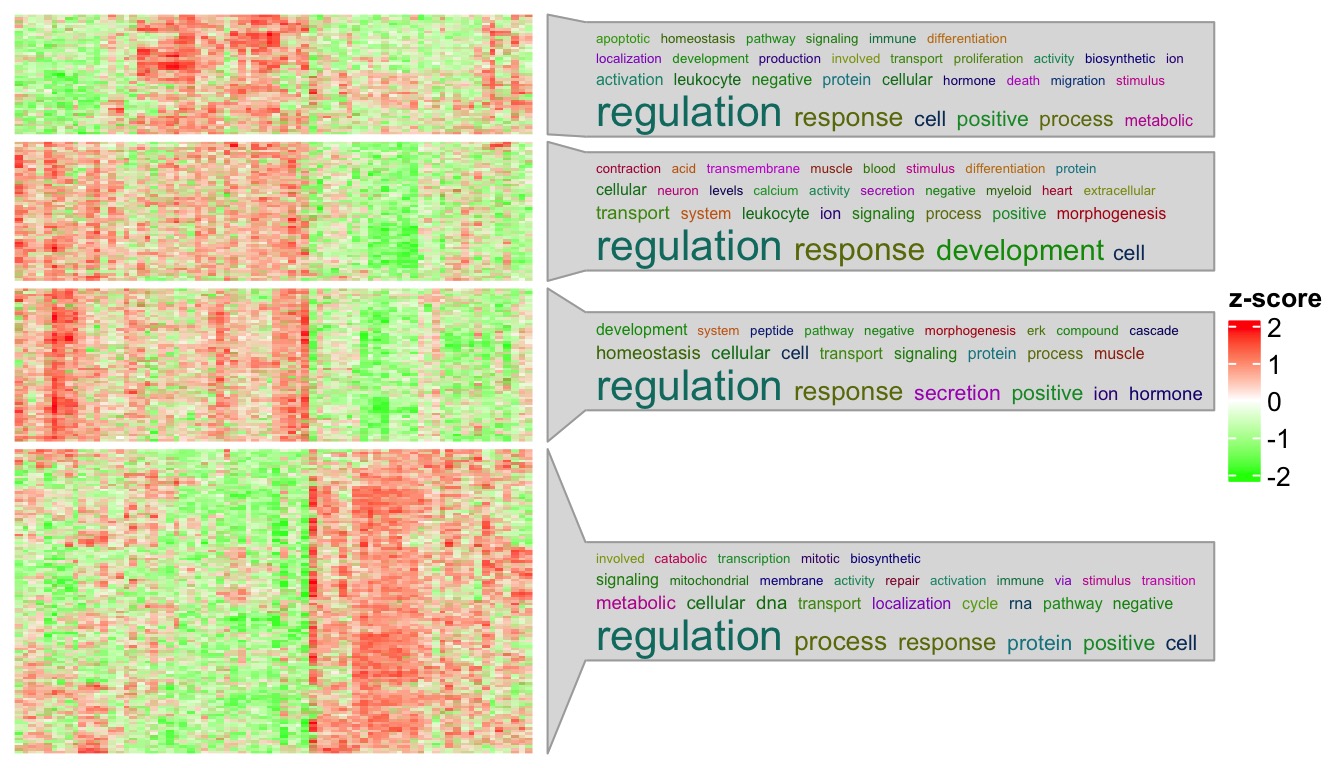 apoptotic homeostasis pathway signaling immune differentiation
localization development production involved transport proliferation activity biosynthetic ion
activation leukocyte negative protein cellular hormone death migration stimulus
regulation response cell positive process metabolic
contraction acid transmembrane muscle blood stimulus differentiation protein
cellular neuron levels calcium activity secretion negative myeloid heart extracellular
transport system leukocyte ion signaling process positive morphogenesis
regulation response development cell
development system peptide pathway negative morphogenesis erk compound cascade
homeostasis cellular cell transport signaling protein process muscle
regulation response secretion positive ion hormone
involved catabolic transcription mitotic biosynthetic
signaling mitochondrial membrane activity repair activation immune via stimulus transition
metabolic cellular dna transport localization cycle rna pathway negative
regulation process response protein positive cell
z-score
2
1
0
-1
-2